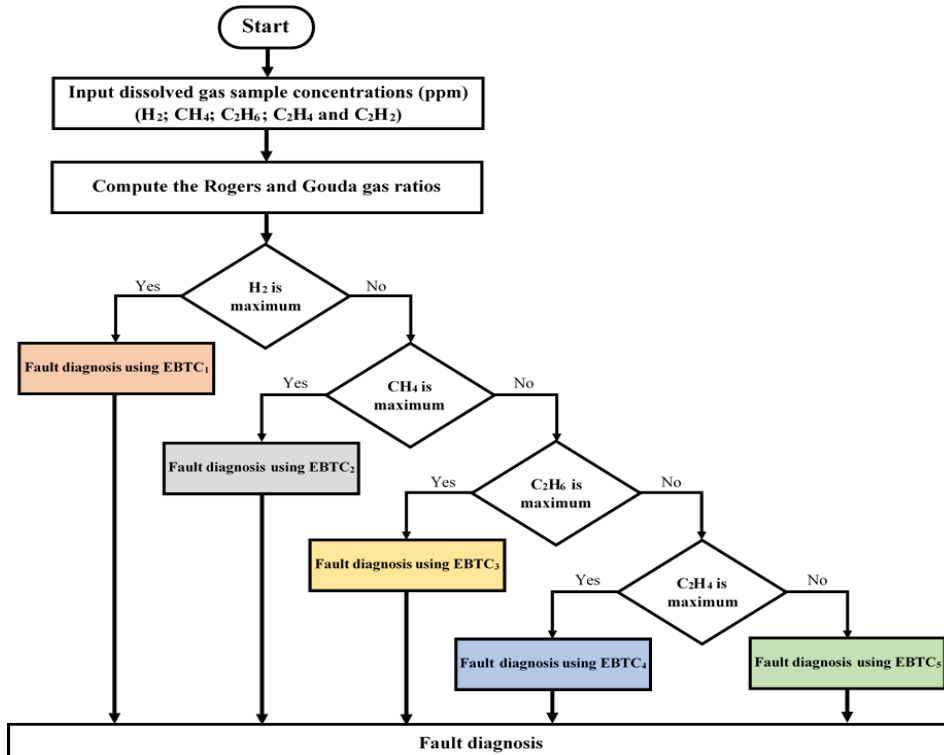 Start
Input dissolved gas sample concentrations (ppm)
(H₂; CH₄; C₂H₆; C₂H₄ and C₂H₂)
Compute the Rogers and Gouda gas ratios
Yes
H₂ is
maximum
No
Fault diagnosis using EBTC₁
Yes
CH₄ is
maximum
No
Fault diagnosis using EBTC₂
Yes
C₂H₆ is
maximum
No
Fault diagnosis using EBTC₃
Yes
C₂H₄ is
maximum
No
Fault diagnosis using EBTC₄
Fault diagnosis using EBTC₅
Fault diagnosis